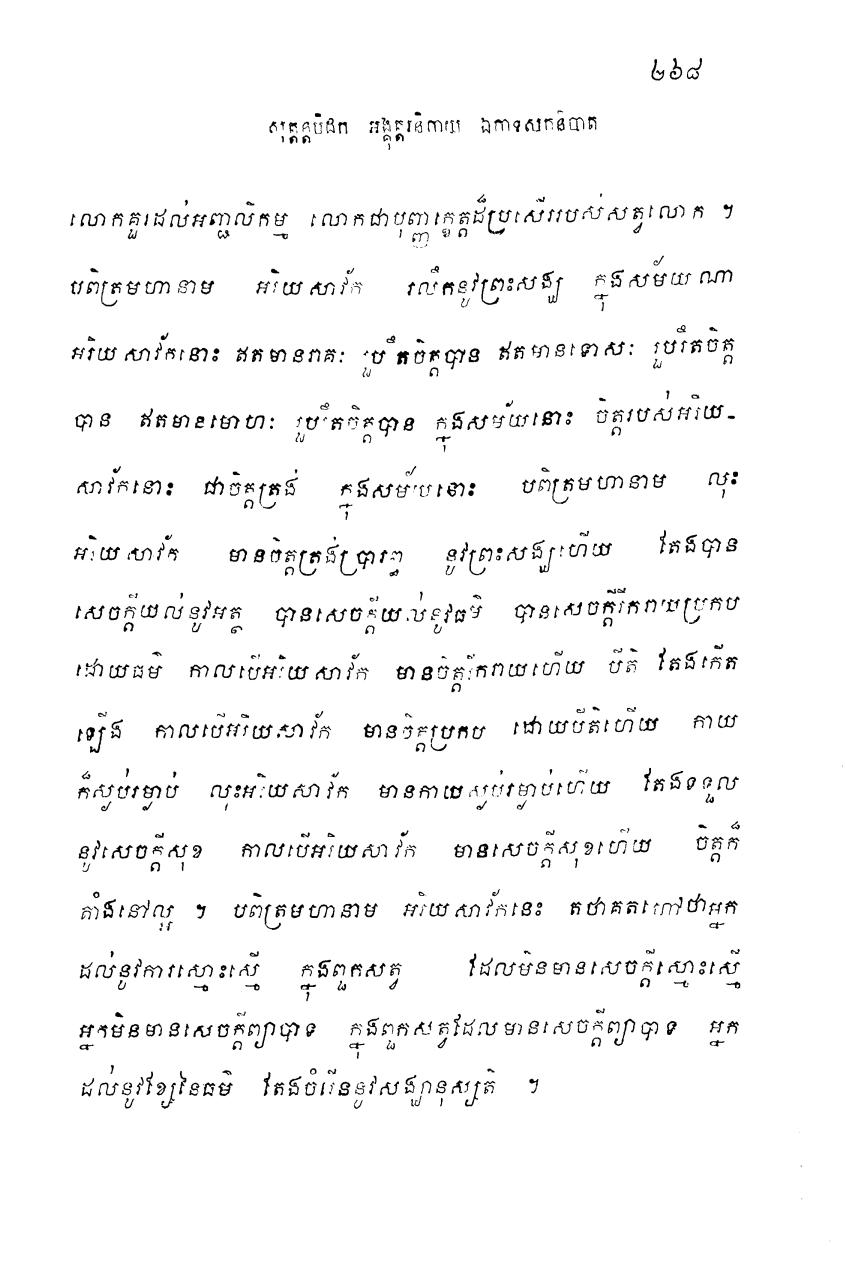 ២៦៨
សុត្តន្តបិដក អង្គុត្តរនិកាយ ឯកាទសកនិបាត
លោកគួរដល់អញ្ជលិកម្ម លោកជាបុញ្ញក្ខេត្តដ៏ប្រសើររបស់សត្វលោក ។
បពិត្រមហានាម អរិយសាវ័ក រលឹកនូវព្រះសង្ឃ ក្នុងសម័យណា
អរិយសាវ័កនោះ ឥតមានរាគៈ រួបរឹតចិត្តបាន ឥតមានទោសៈ រួបរឹតចិត្ត
បាន ឥតមានមោហៈ រួបរឹតចិត្តបាន ក្នុងសម័យនោះ ចិត្តរបស់អរិយ-
សាវ័កនោះ ជាចិត្តត្រង់ ក្នុងសម័យនោះ បពិត្រមហានាម លុះ
អរិយសាវ័ក មានចិត្តត្រង់ប្រារព្ធ នូវព្រះសង្ឃហើយ តែងបាន
សេចក្តីយល់នូវអត្ថ បានសេចក្តីយល់នូវធម៌ បានសេចក្តីរីករាយប្រកប
ដោយធម៌ កាលបើអរិយសាវ័ក មានចិត្តរីករាយហើយ បីតិ តែងកើត
ឡើង កាលបើអរិយសាវ័ក មានចិត្តប្រកប ដោយបីតិហើយ កាយ
ក៏ស្ងប់រម្ងាប់ លុះអរិយសាវ័ក មានកាយស្ងប់រម្ងាប់ហើយ តែងទទួល
នូវសេចក្តីសុខ កាលបើអរិយសាវ័ក មានសេចក្តីសុខហើយ ចិត្តក៏
តាំងនៅល្អ ។ បពិត្រមហានាម អរិយសាវ័កនេះ តថាគតហៅថាអ្នក
ដល់នូវការស្មោះស្មើ ក្នុងពួកសត្វ ដែលមិនមានសេចក្តីស្មោះស្មើ
អ្នកមិនមានសេចក្តីព្យាបាទ ក្នុងពួកសត្វដែលមានសេចក្តីព្យាបាទ អ្នក
ដល់នូវខ្សែនៃធម៌ តែងចំរើននូវសង្ឃានុស្សតិ ។